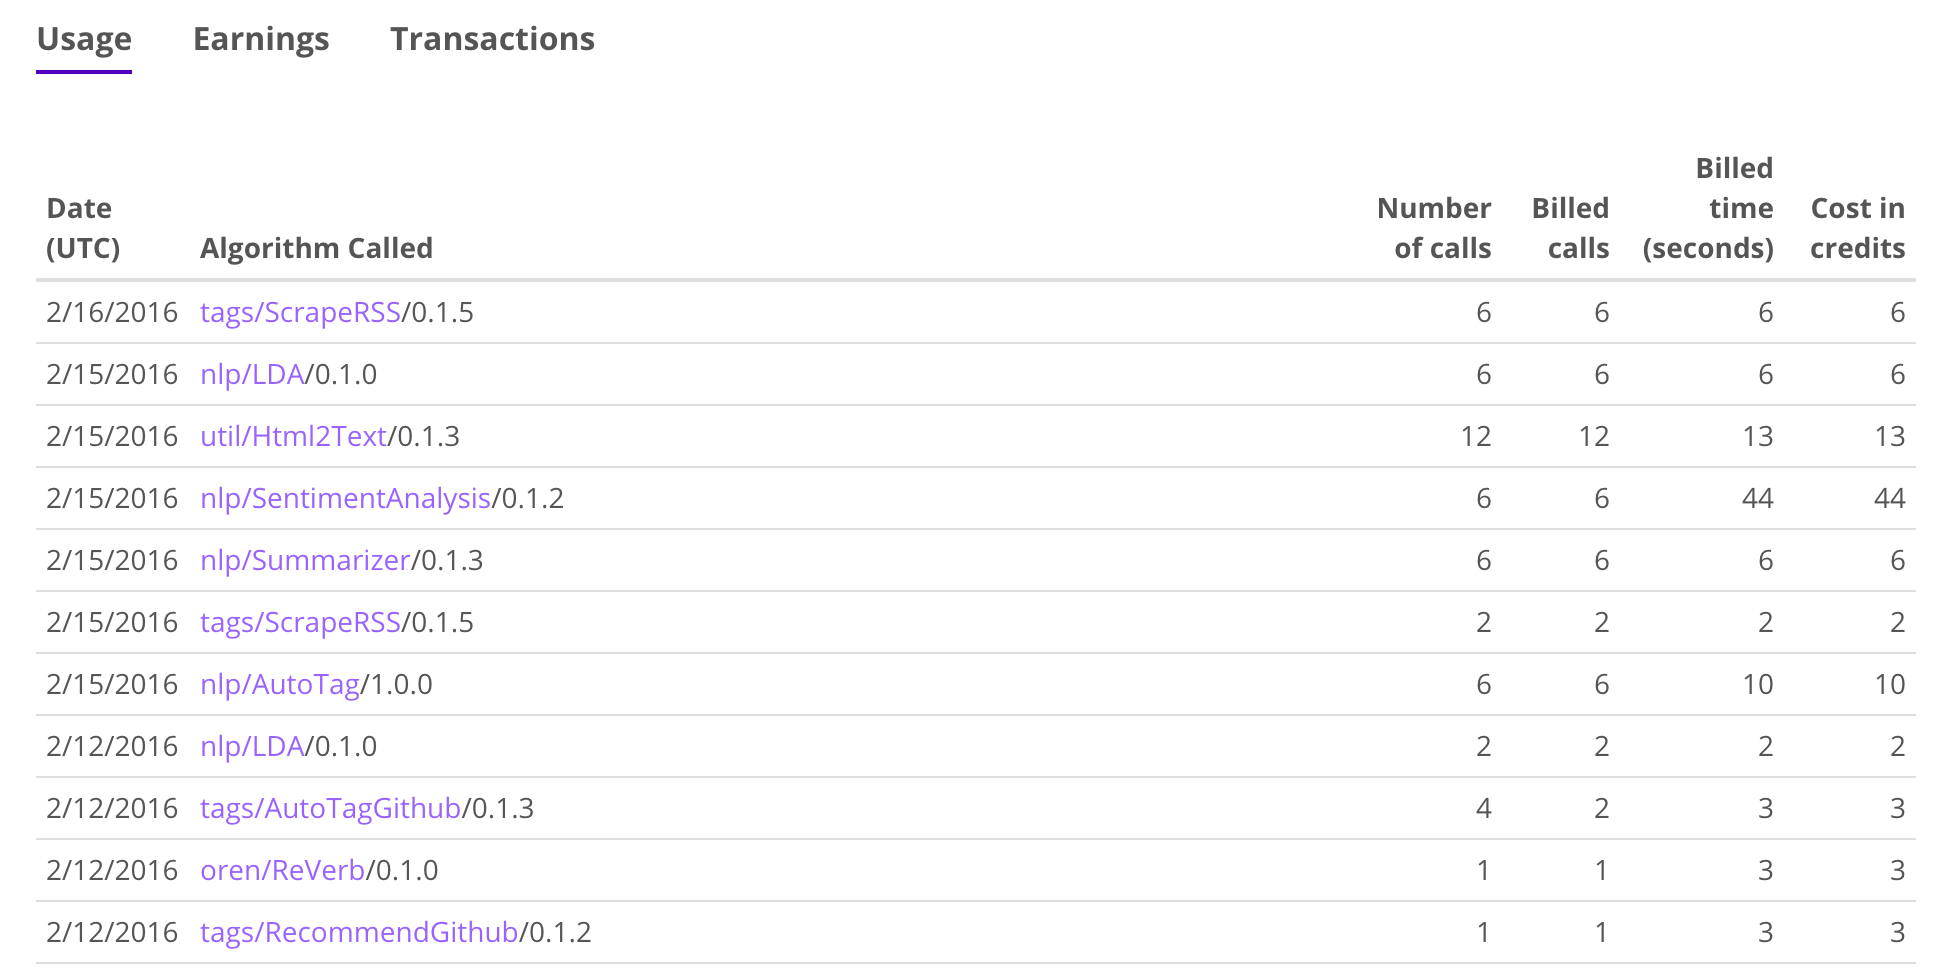 Usage Earnings Transactions
Date (UTC) Algorithm Called Number of calls Billed calls Billed time (seconds) Cost in credits
2/16/2016 tags/ScrapeRSS/0.1.5 6 6 6 6
2/15/2016 nlp/LDA/0.1.0 6 6 6 6
2/15/2016 util/Html2Text/0.1.3 12 12 13 13
2/15/2016 nlp/SentimentAnalysis/0.1.2 6 6 44 44
2/15/2016 nlp/Summarizer/0.1.3 6 6 6 6
2/15/2016 tags/ScrapeRSS/0.1.5 2 2 2 2
2/15/2016 nlp/AutoTag/1.0.0 6 6 10 10
2/12/2016 nlp/LDA/0.1.0 2 2 2 2
2/12/2016 tags/AutoTagGithub/0.1.3 4 2 3 3
2/12/2016 oren/ReVerb/0.1.0 1 1 3 3
2/12/2016 tags/RecommendGithub/0.1.2 1 1 3 3